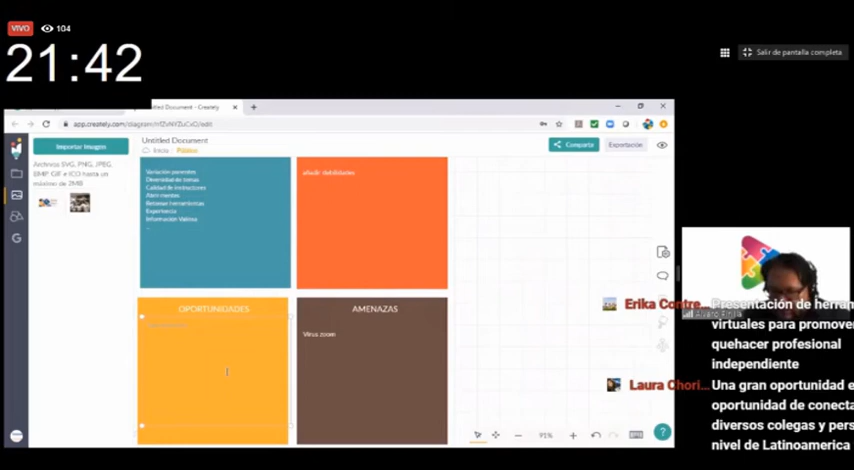 VIVO 104
21:42
Salir de pantalla completa
Untitled Document - Creately
app.creately.com/diagram/
/edit
Importar Imagen
Untitled Document
Inicio Público
Comparte
Exportación
Archivos SVG, PNG, JPEG,
BMP, GIF e ICO hasta un
máximo de 2MB
Variación ponentes
Diversidad de temas
Calidad de instructores
Abrir mentes
Retomar herramientas
Experiencia
Información Valiosa
...
añadir debilidades
OPORTUNIDADES
AMENAZAS
Virus zoom
91%
Erika Contre...
Presentación de herram
virtuales para promover
quehacer profesional
independiente
Laura Chori...
Una gran oportunidad e
oportunidad de conecta
diversos colegas y pers
nivel de Latinoamerica